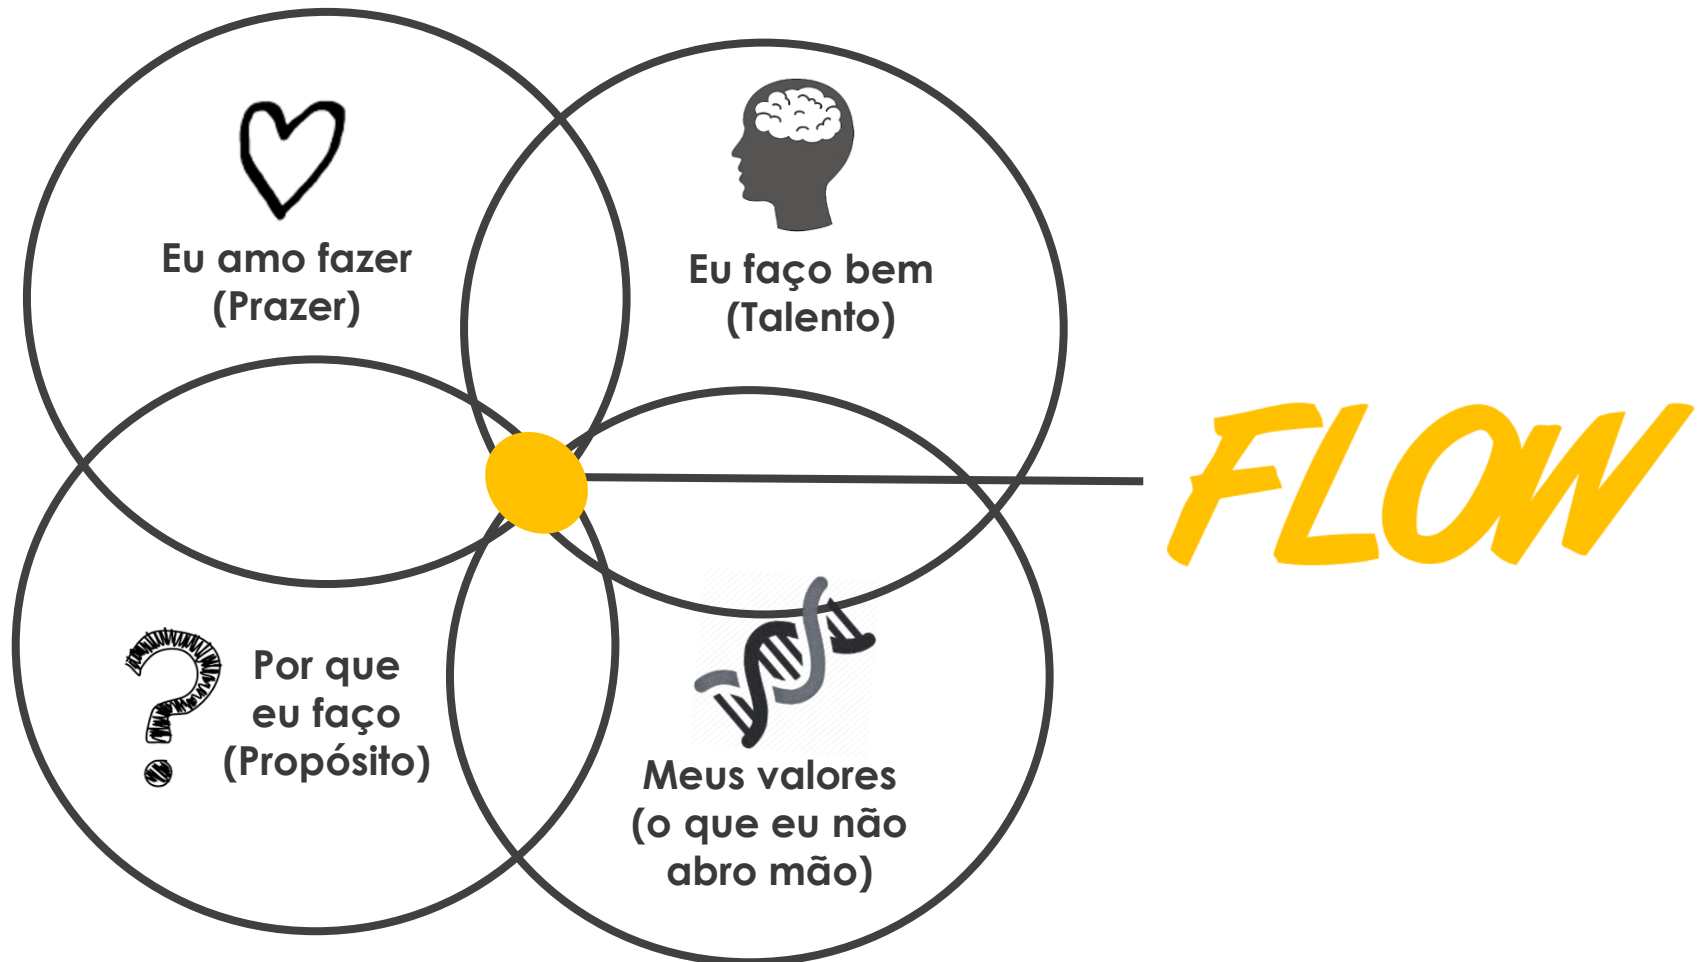 Eu amo fazer
(Prazer)
Eu faço bem
(Talento)
FLOW
?
Por que
eu faço
(Propósito)
Meus valores
(o que eu não
abro mão)